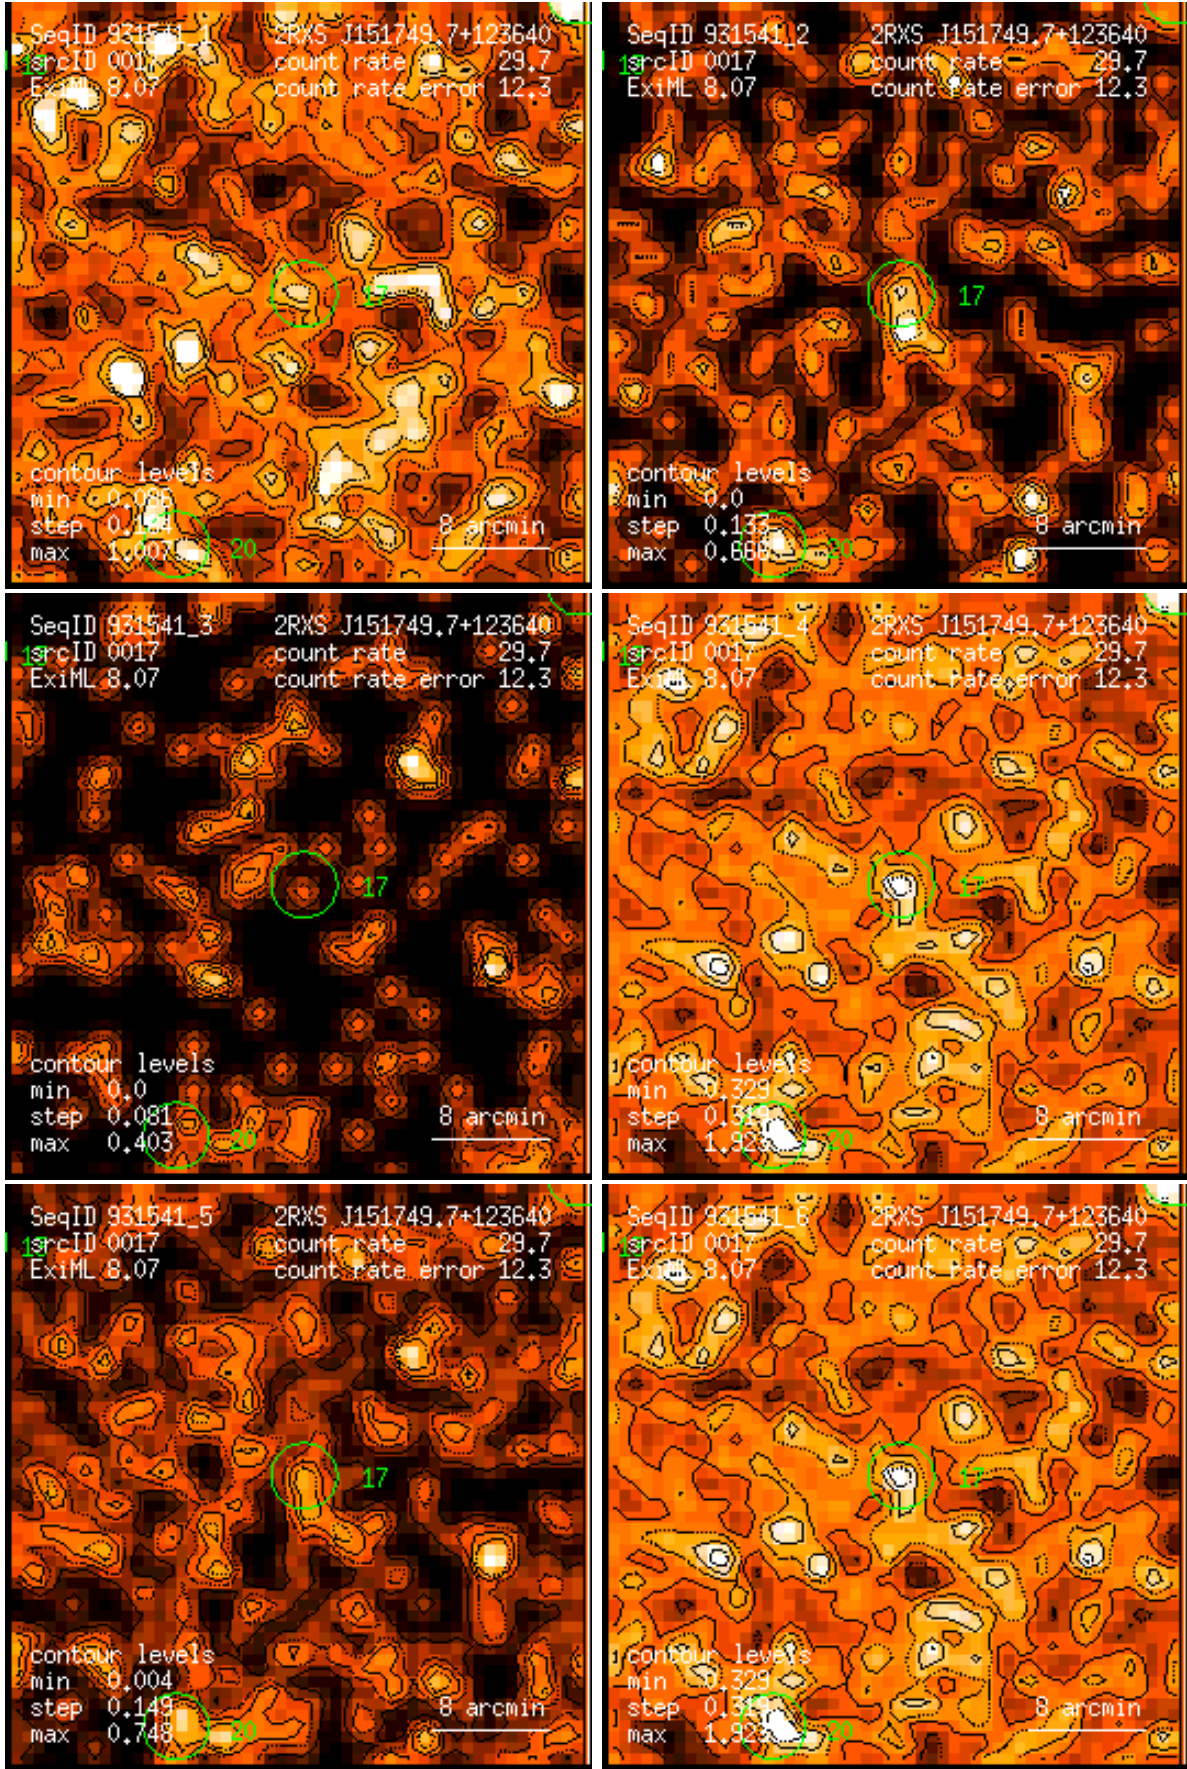 SeqID 931541_1 2RXS J151749.7+123640
srcID 0017 count rate 29.7
ExiML 8.07 count rate error 12.3
17
contour levels
min 0.086
step 0.184
max 1.007
20
8 arcmin
SeqID 931541_2 2RXS J151749.7+123640
srcID 0017 count rate 29.7
ExiML 8.07 count rate error 12.3
17
contour levels
min 0.0
step 0.133
max 0.666
20
8 arcmin
SeqID 931541_3 2RXS J151749.7+123640
srcID 0017 count rate 29.7
ExiML 8.07 count rate error 12.3
17
contour levels
min 0.0
step 0.081
max 0.403
20
8 arcmin
SeqID 931541_4 2RXS J151749.7+123640
srcID 0017 count rate 29.7
ExiML 8.07 count rate error 12.3
17
contour levels
min 0.329
step 0.319
max 1.923
20
8 arcmin
SeqID 931541_5 2RXS J151749.7+123640
srcID 0017 count rate 29.7
ExiML 8.07 count rate error 12.3
17
contour levels
min 0.004
step 0.149
max 0.748
20
8 arcmin
SeqID 931541_6 2RXS J151749.7+123640
srcID 0017 count rate 29.7
ExiML 8.07 count rate error 12.3
17
contour levels
min 0.329
step 0.319
max 1.923
20
8 arcmin